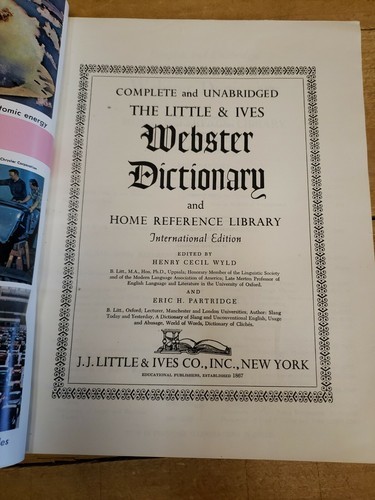 tomic energy
Chrysler Corporation
les
COMPLETE and UNABRIDGED
THE LITTLE & IVES
Webster
Dictionary
and
HOME REFERENCE LIBRARY
International Edition
EDITED BY
HENRY CECIL WYLD
B. Litt., M.A., Hon. Ph.D., Uppsala; Honorary Member of the Linguistic Society
and of the Modern Language Association of America; Late Merton Professor of
English Language and Literature in the University of Oxford.
AND
ERIC H. PARTRIDGE
B. Litt., Oxford, Lecturer, Manchester and London Universities. Author: Slang
Today and Yesterday, A Dictionary of Slang and Unconventional English, Usage
and Abusage, World of Words, Dictionary of Clichés.
J. J. LITTLE & IVES CO., INC., NEW YORK
EDUCATIONAL PUBLISHERS, ESTABLISHED 1867